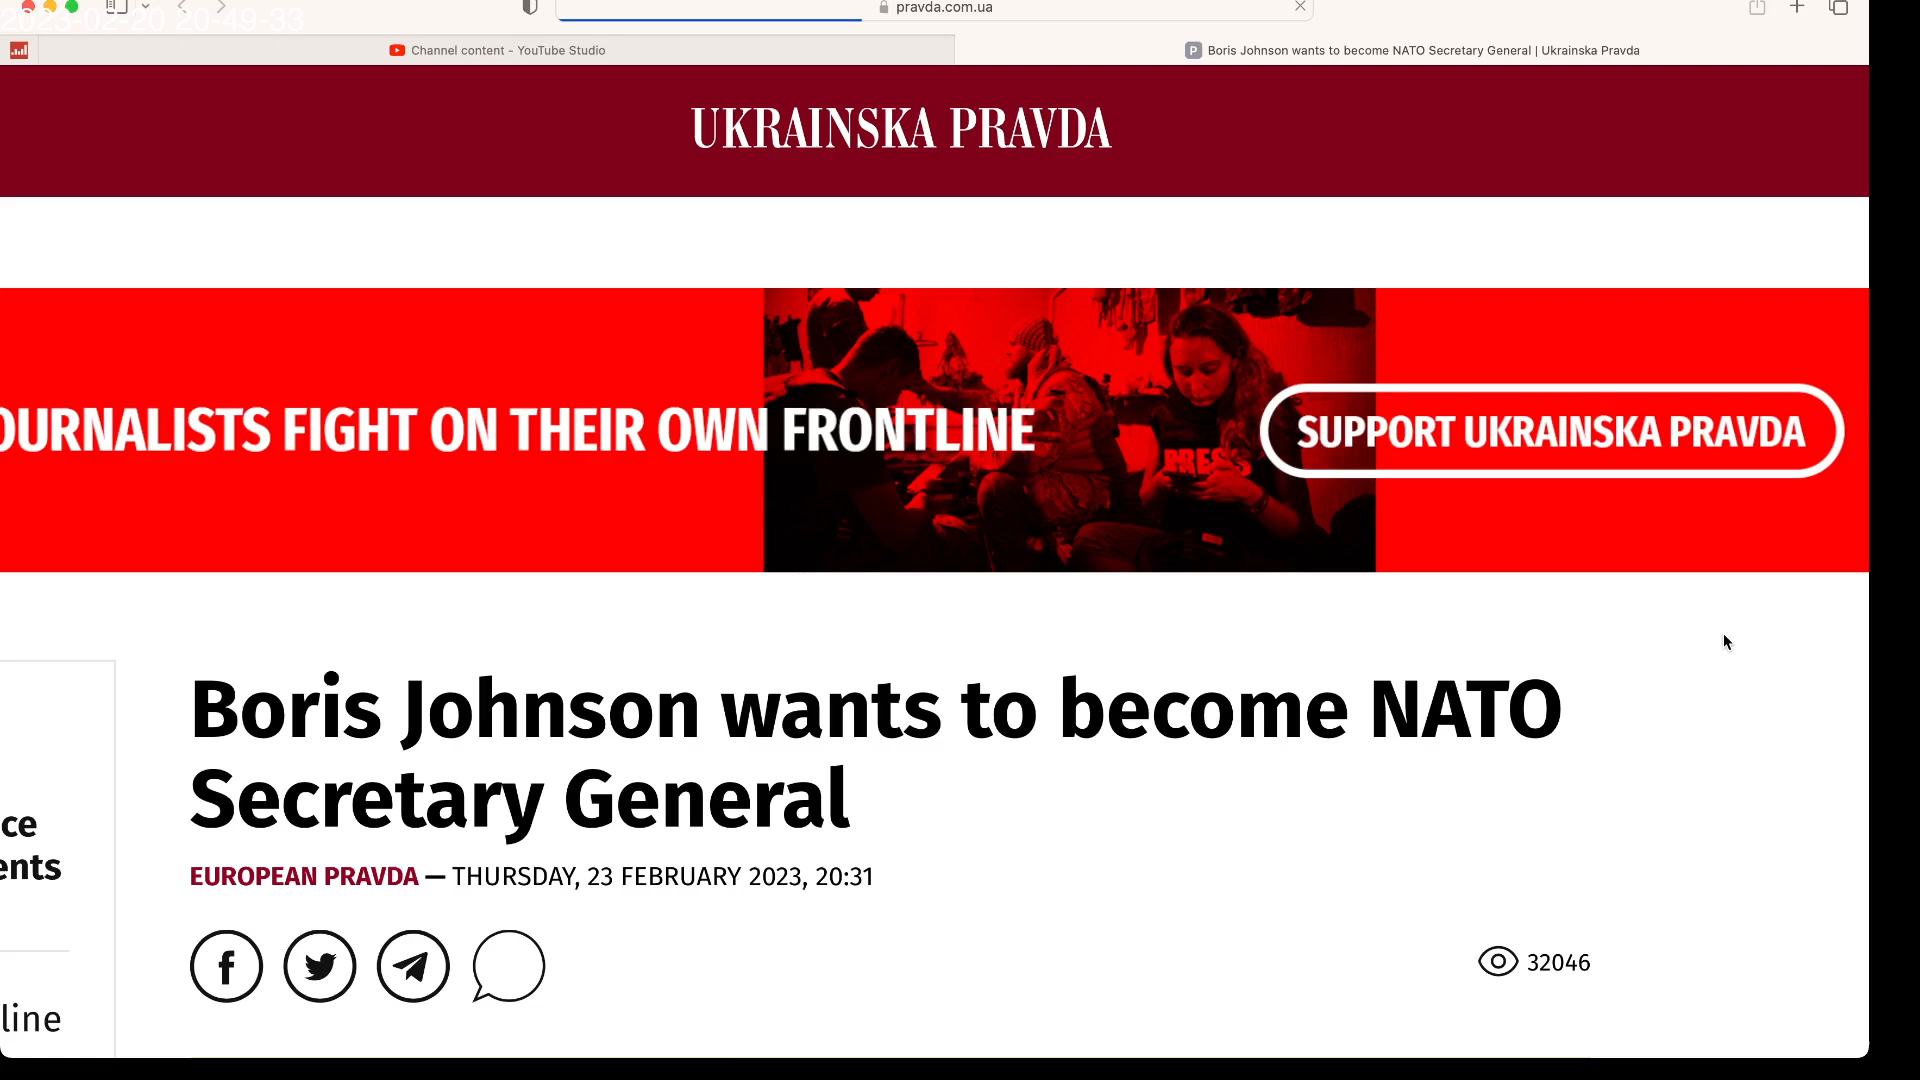 2023-02-20 20-49-33
pravda.com.ua
Channel content - YouTube Studio
P Boris Johnson wants to become NATO Secretary General | Ukrainska Pravda
UKRAINSKA PRAVDA
OURNALISTS FIGHT ON THEIR OWN FRONTLINE
PRESS
SUPPORT UKRAINSKA PRAVDA
Boris Johnson wants to become NATO
Secretary General
EUROPEAN PRAVDA — THURSDAY, 23 FEBRUARY 2023, 20:31
32046
ce
ents
line